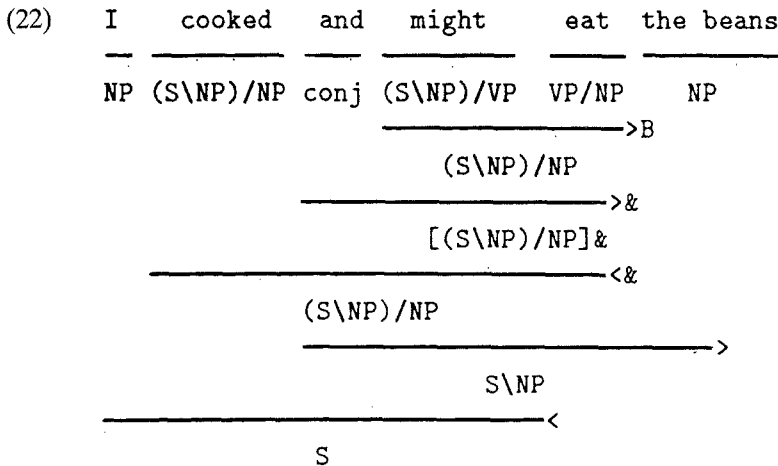 (22) I cooked and might eat the beans
NP (S\NP)/NP conj (S\NP)/VP VP/NP NP
>B
(S\NP)/NP
>&
[(S\NP)/NP]&
<&
(S\NP)/NP
>
S\NP
<
S